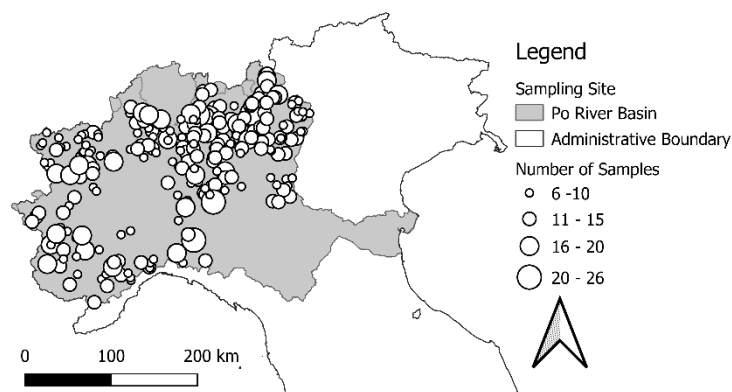 Legend
Sampling Site
Po River Basin
Administrative Boundary
Number of Samples
6 -10
11 - 15
16 - 20
20 - 26
0 100 200 km